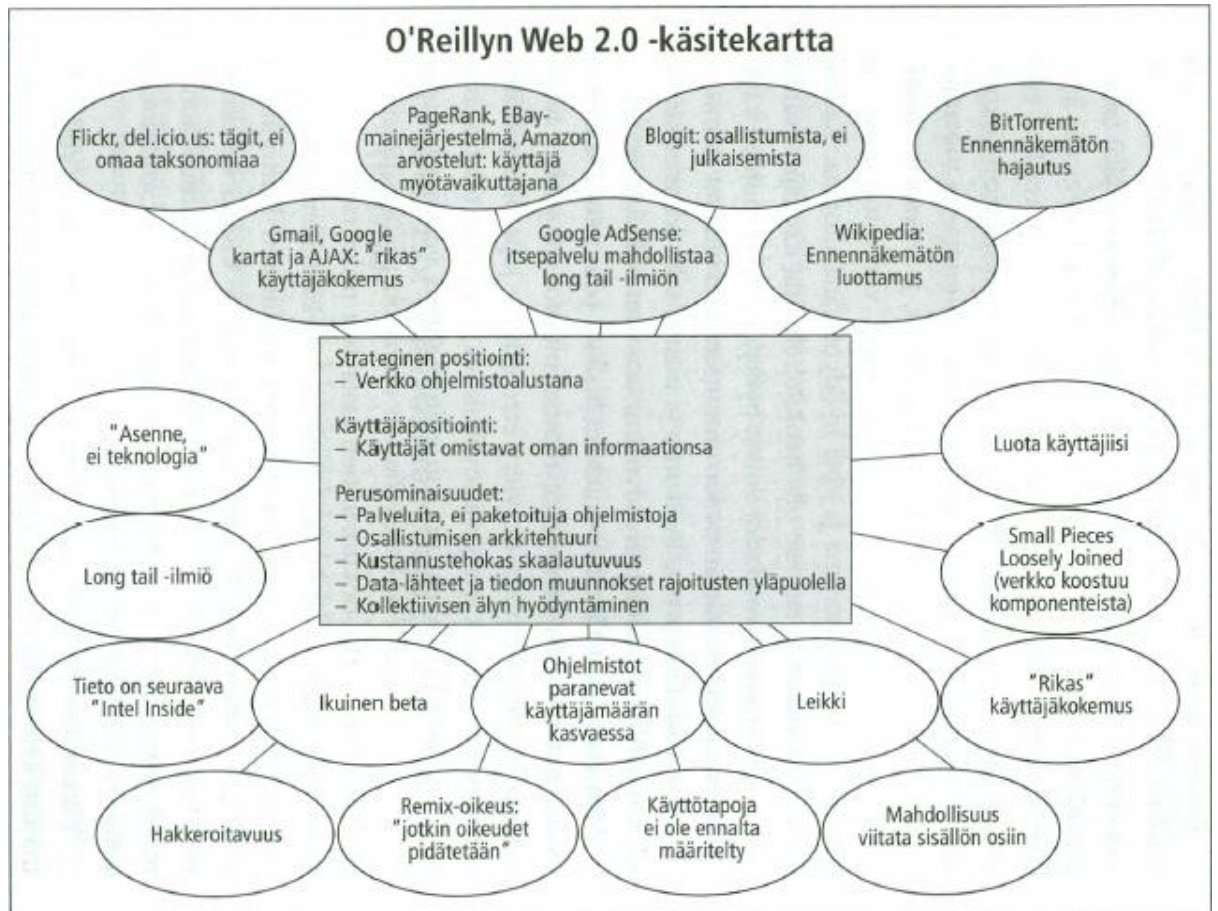 O'Reillyn Web 2.0 -käsitekartta
Flickr, del.icio.us: tägit, ei
omaa taksonomiaa
PageRank, EBay-
mainejärjestelmä, Amazon
arvostelut: käyttäjä
myötävaikuttajana
Blogit: osallistumista, ei
julkaisemista
BitTorrent:
Ennennäkemätön
hajautus
Gmail, Google
kartat ja AJAX: "rikas"
käyttäjäkokemus
Google AdSense:
itsepalvelu mahdollistaa
long tail -ilmiön
Wikipedia:
Ennennäkemätön
luottamus
Strateginen positiointi:
– Verkko ohjelmistoalustana
Käyttäjäpositiointi:
– Käyttäjät omistavat oman informaationsa
Perusominaisuudet:
– Palveluita, ei paketoituja ohjelmistoja
– Osallistumisen arkkitehtuuri
– Kustannustehokas skaalautuvuus
– Data-lähteet ja tiedon muunnokset rajoitusten yläpuolella
– Kollektiivisen älyn hyödyntäminen
"Asenne,
ei teknologia"
Luota käyttäjiisi
Long tail -ilmiö
Small Pieces
Loosely Joined
(verkko koostuu
komponenteista)
Tieto on seuraava
"Intel Inside"
Ikuinen beta
Ohjelmistot
paranevat
käyttäjämäärän
kasvaessa
Leikki
"Rikas"
käyttäjäkokemus
Hakkeroitavuus
Remix-oikeus:
"jotkin oikeudet
pidätetään"
Käyttötapoja
ei ole ennalta
määritelty
Mahdollisuus
viitata sisällön osiin